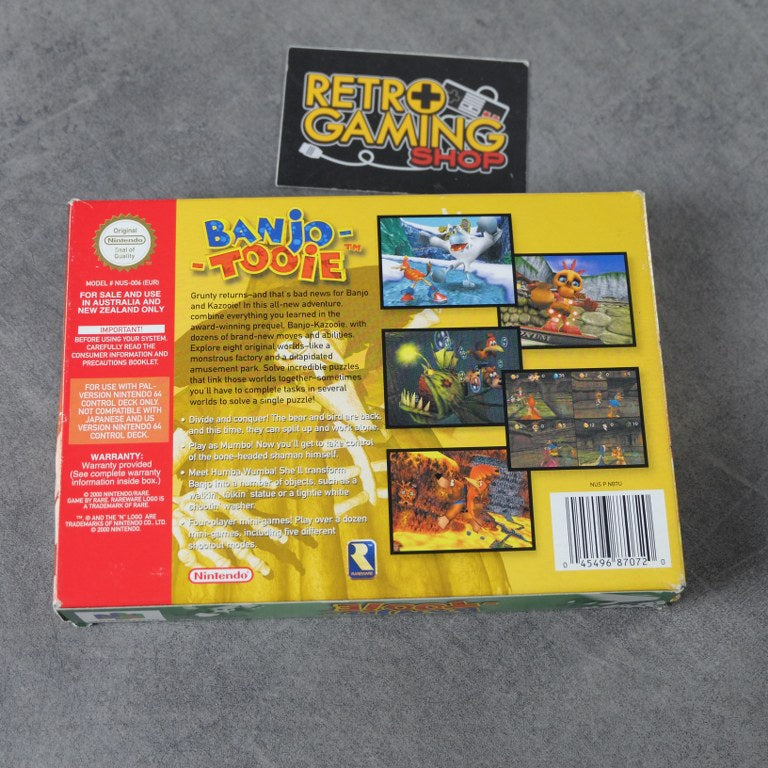 RETRO
GAMING
SHOP
Original
Nintendo
Seal of
Quality
MODEL # NUS-006 (EUR)
FOR SALE AND USE
IN AUSTRALIA AND
NEW ZEALAND ONLY
IMPORTANT!
BEFORE USING YOUR SYSTEM,
CAREFULLY READ THE
CONSUMER INFORMATION AND
PRECAUTIONS BOOKLET.
FOR USE WITH PAL-
VERSION NINTENDO 64
CONTROL DECK ONLY.
NOT COMPATIBLE WITH
JAPANESE AND US
VERSION NINTENDO 64
CONTROL DECK.
WARRANTY:
Warranty provided
(See complete warranty
information inside box.)
© 2000 NINTENDO/RARE.
GAME BY RARE. RAREWARE LOGO IS
A TRADEMARK OF RARE.
™, ® AND THE "N" LOGO ARE
TRADEMARKS OF NINTENDO CO., LTD.
© 2000 NINTENDO.
BANJO-
-TOOIE™
Grunty returns–and that's bad news for Banjo
and Kazooie! In this all-new adventure,
combine everything you learned in the
award-winning prequel, Banjo-Kazooie, with
dozens of brand-new moves and abilities.
Explore eight original worlds–like a
monstrous factory and a dilapidated
amusement park. Solve incredible puzzles
that link those worlds together–sometimes
you'll have to complete tasks in several
worlds to solve a single puzzle!
• Divide and conquer! The bear and bird are back,
and this time, they can split up and work alone.
• Play as Mumbo! Now you'll get to take control
of the bone-headed shaman himself.
• Meet Humba Wumba! She'll transform
Banjo into a number of objects, such as a
walkin', talkin' statue or a tightie whitie
shootin' washer.
• Four-player mini-games! Play over a dozen
mini-games, including five different
shootout modes.
Nintendo
R
RAREWARE
NUS P NB7U
0 45496 87072 0